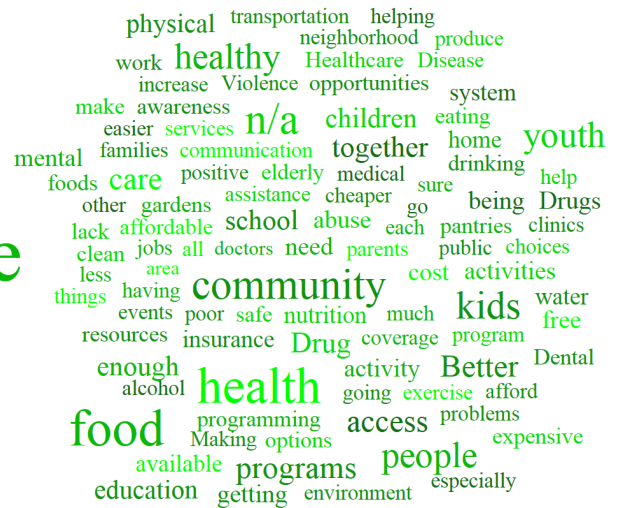 physical transportation helping
neighborhood produce
work healthy Healthcare Disease
increase Violence opportunities system
make awareness n/a children eating
easier services together home youth
mental families communication drinking
foods care positive elderly medical sure help
other gardens assistance cheaper go being Drugs
lack affordable school abuse each pantries clinics
e clean jobs all doctors need parents public choices
less area community cost activities
things having kids water
events poor safe nutrition much free
resources insurance Drug coverage program
enough activity Better Dental
alcohol health going exercise afford
food programming access problems
Making options people expensive
available programs especially
education getting environment